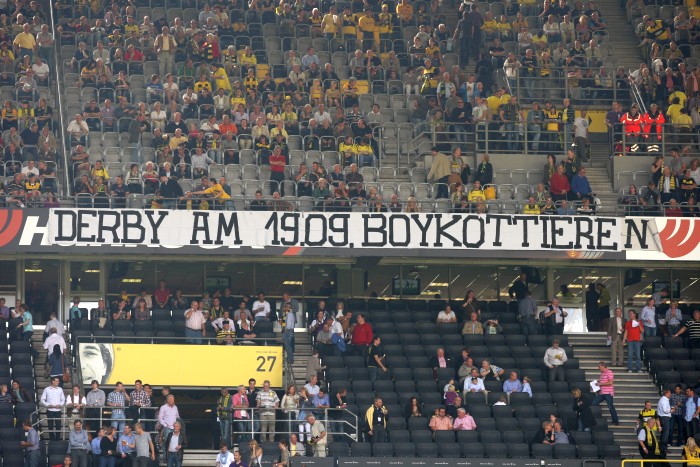 DERBY AM 19.09. BOYKOTTIEREN
27